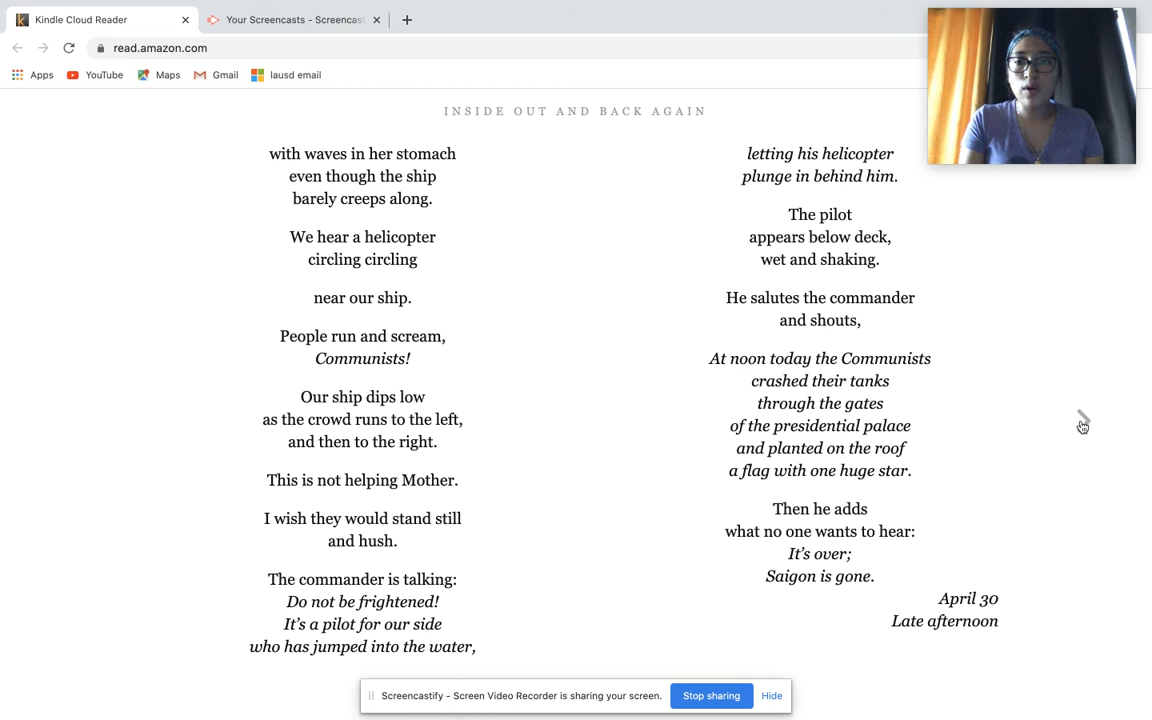 Kindle Cloud Reader
Your Screencasts - Screencas
read.amazon.com
Apps
YouTube
Maps
Gmail
lausd email
INSIDE OUT AND BACK AGAIN
with waves in her stomach
even though the ship
barely creeps along.
We hear a helicopter
circling circling
near our ship.
People run and scream,
Communists!
Our ship dips low
as the crowd runs to the left,
and then to the right.
This is not helping Mother.
I wish they would stand still
and hush.
The commander is talking:
Do not be frightened!
It’s a pilot for our side
who has jumped into the water,
letting his helicopter
plunge in behind him.
The pilot
appears below deck,
wet and shaking.
He salutes the commander
and shouts,
At noon today the Communists
crashed their tanks
through the gates
of the presidential palace
and planted on the roof
a flag with one huge star.
Then he adds
what no one wants to hear:
It’s over;
Saigon is gone.
April 30
Late afternoon
Screencastify - Screen Video Recorder is sharing your screen.
Stop sharing
Hide